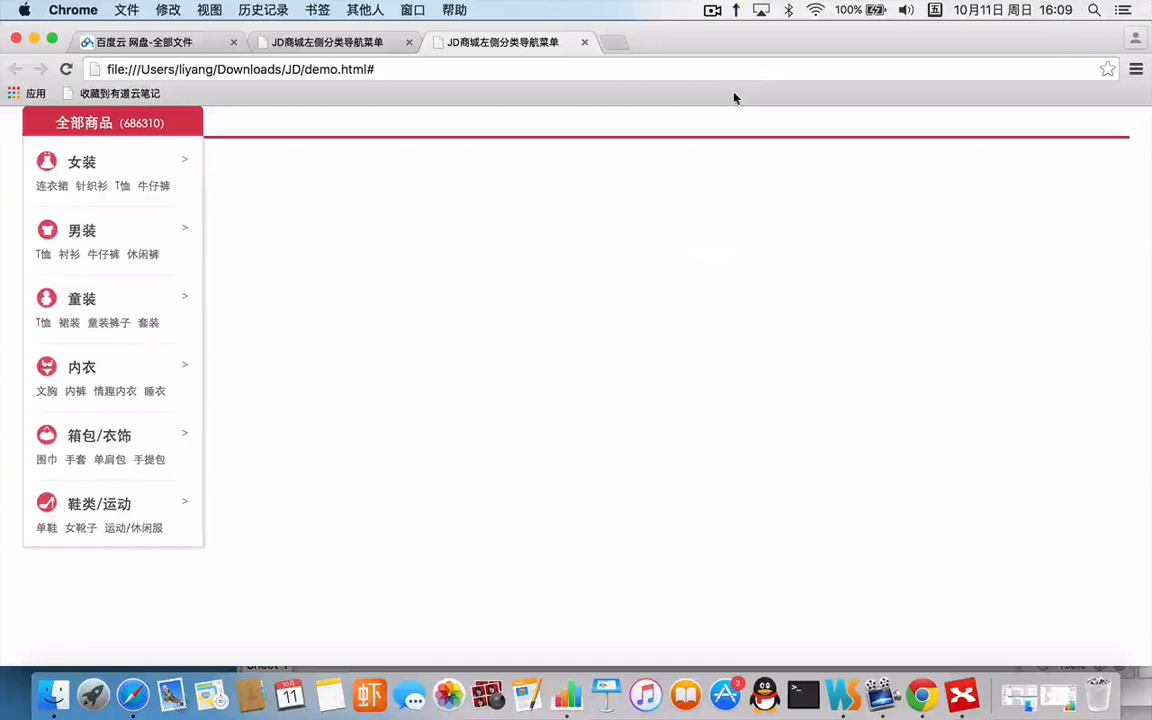 Chrome 文件 修改 视图 历史记录 书签 其他人 窗口 帮助 100% 五 10月11日 周日 16:09
百度云 网盘-全部文件 × JD商城左侧分类导航菜单 × JD商城左侧分类导航菜单 ×
file:///Users/liyang/Downloads/JD/demo.html#
应用 收藏到有道云笔记
全部商品 (686310)
女装 >
连衣裙 针织衫 T恤 牛仔裤
男装 >
T恤 衬衫 牛仔裤 休闲裤
童装 >
T恤 裙装 童装裤子 套装
内衣 >
文胸 内裤 情趣内衣 睡衣
箱包/衣饰 >
围巾 手套 单肩包 手提包
鞋类/运动 >
单鞋 女靴子 运动/休闲服
10月
11
虾
3
WS